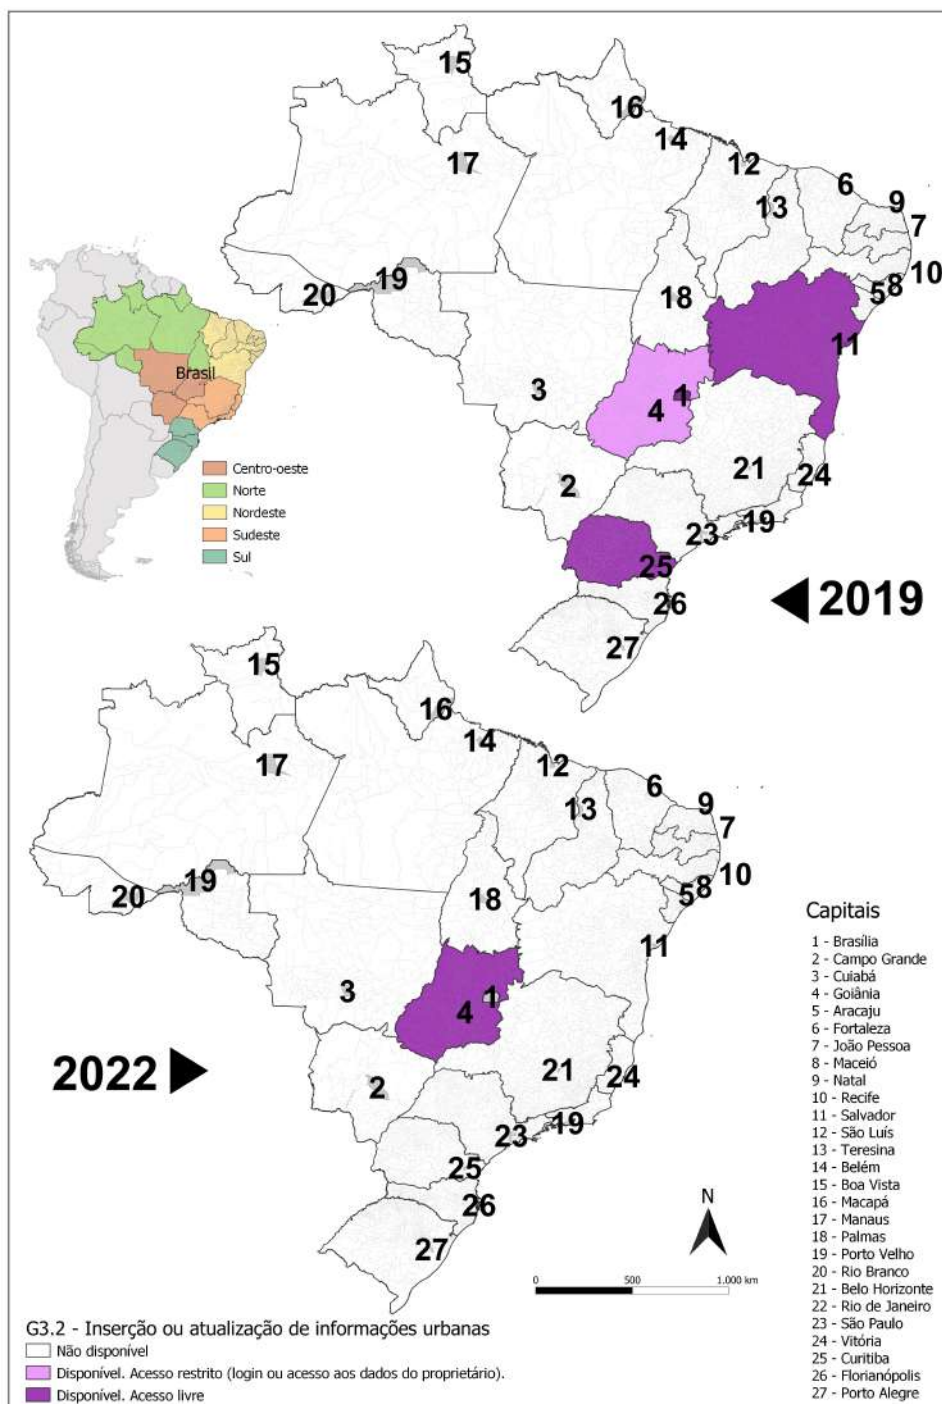 15
16
14
17
12
6
13
9
7
10
8
5
19
20
18
11
3
1
4
2
21
24
19
23
25
26
27
2019
Brasil
Centro-oeste
Norte
Nordeste
Sudeste
Sul
15
16
14
17
12
6
13
9
7
10
8
5
19
20
18
11
3
1
4
2
21
24
19
23
25
26
27
2022
N
0 500 1.000 km
Capitais
1 - Brasília
2 - Campo Grande
3 - Cuiabá
4 - Goiânia
5 - Aracaju
6 - Fortaleza
7 - João Pessoa
8 - Maceió
9 - Natal
10 - Recife
11 - Salvador
12 - São Luís
13 - Teresina
14 - Belém
15 - Boa Vista
16 - Macapá
17 - Manaus
18 - Palmas
19 - Porto Velho
20 - Rio Branco
21 - Belo Horizonte
22 - Rio de Janeiro
23 - São Paulo
24 - Vitória
25 - Curitiba
26 - Florianópolis
27 - Porto Alegre
G3.2 - Inserção ou atualização de informações urbanas
Não disponível
Disponível. Acesso restrito (login ou acesso aos dados do proprietário).
Disponível. Acesso livre